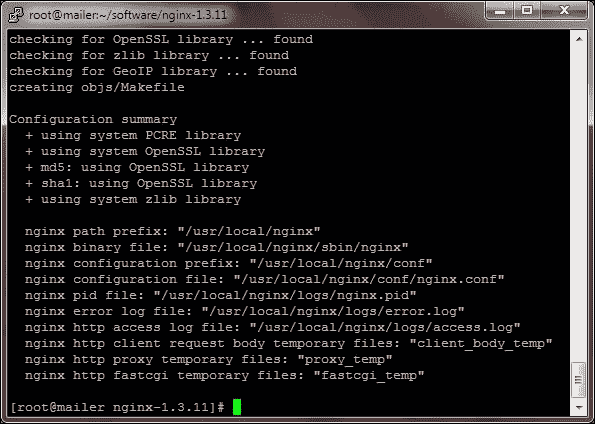 root@mailer:~/software/nginx-1.3.11
checking for OpenSSL library ... found
checking for zlib library ... found
checking for GeoIP library ... found
creating objs/Makefile
Configuration summary
+ using system PCRE library
+ using system OpenSSL library
+ md5: using OpenSSL library
+ sha1: using OpenSSL library
+ using system zlib library
nginx path prefix: "/usr/local/nginx"
nginx binary file: "/usr/local/nginx/sbin/nginx"
nginx configuration prefix: "/usr/local/nginx/conf"
nginx configuration file: "/usr/local/nginx/conf/nginx.conf"
nginx pid file: "/usr/local/nginx/logs/nginx.pid"
nginx error log file: "/usr/local/nginx/logs/error.log"
nginx http access log file: "/usr/local/nginx/logs/access.log"
nginx http client request body temporary files: "client_body_temp"
nginx http proxy temporary files: "proxy_temp"
nginx http fastcgi temporary files: "fastcgi_temp"
[root@mailer nginx-1.3.11]#